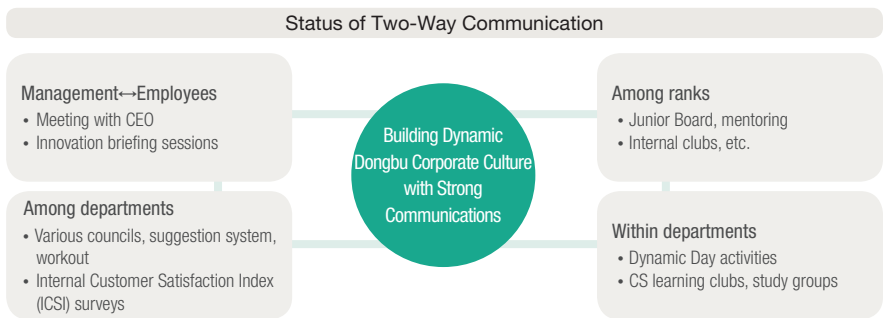 Status of Two-Way Communication
Management↔Employees
• Meeting with CEO
• Innovation briefing sessions
Among departments
• Various councils, suggestion system,
workout
• Internal Customer Satisfaction Index
(ICSI) surveys
Building Dynamic
Dongbu Corporate Culture
with Strong
Communications
Among ranks
• Junior Board, mentoring
• Internal clubs, etc.
Within departments
• Dynamic Day activities
• CS learning clubs, study groups